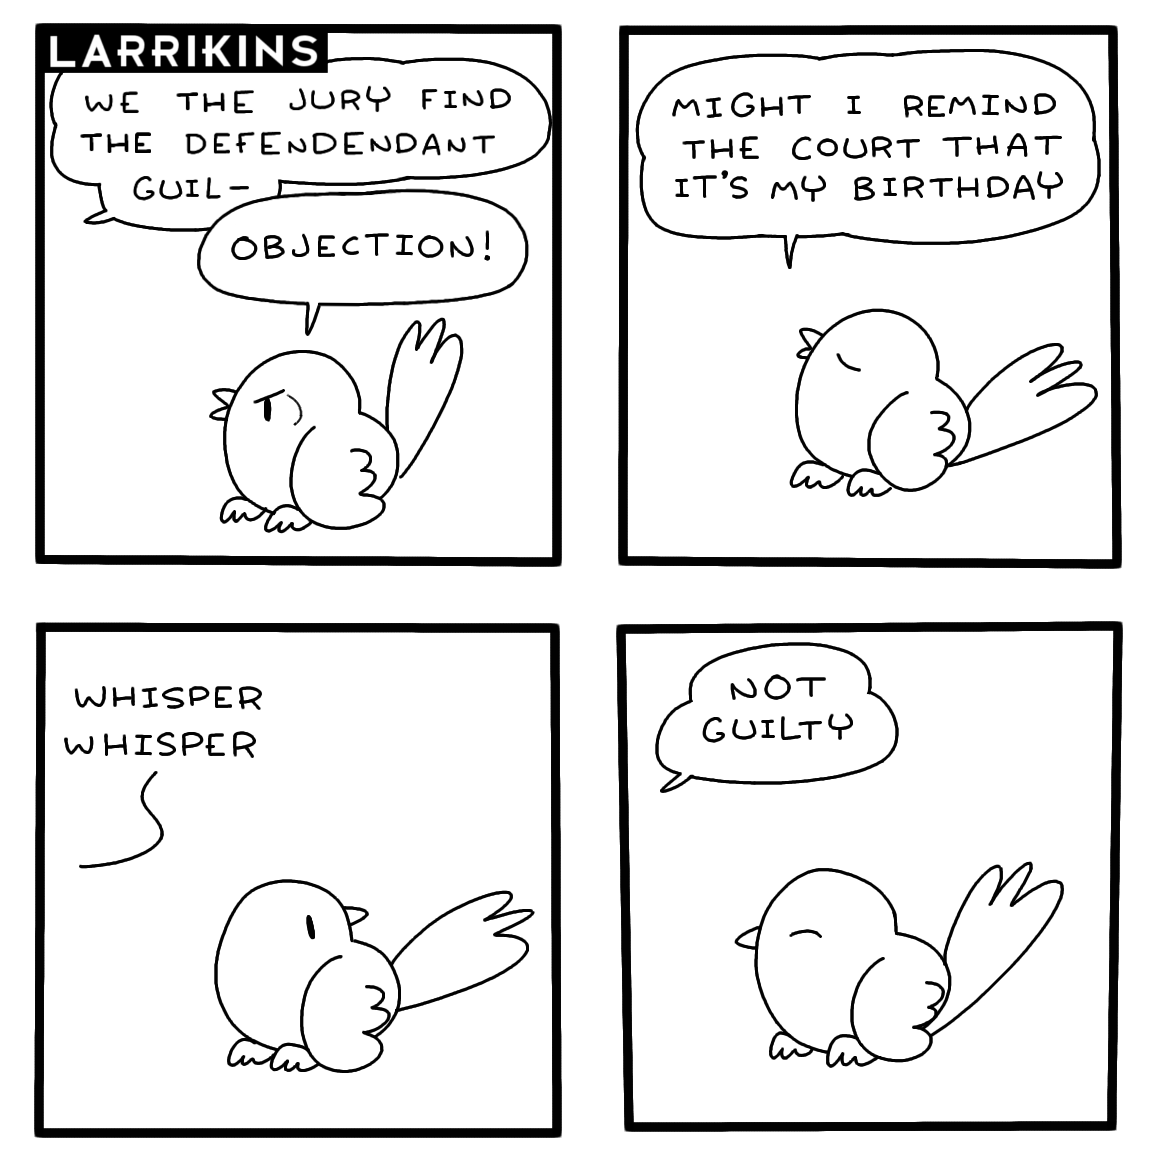 LARRIKINS
WE THE JURY FIND
THE DEFENDENDANT
GUIL-
OBJECTION!
MIGHT I REMIND
THE COURT THAT
IT'S MY BIRTHDAY
WHISPER
WHISPER
NOT
GUILTY